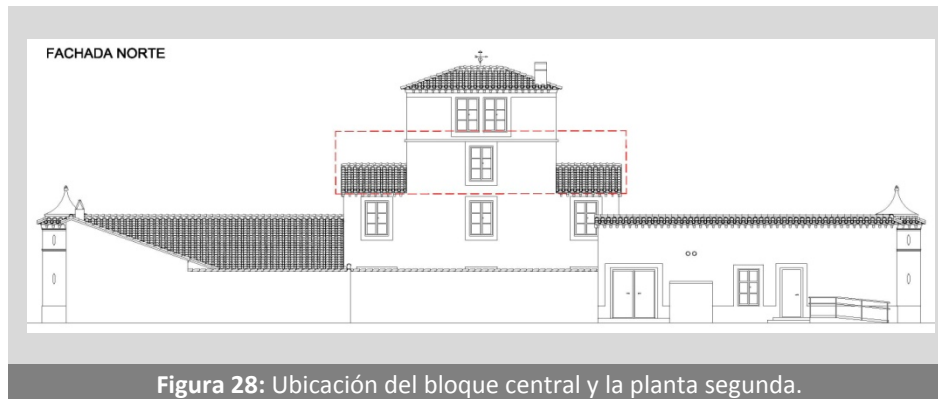 FACHADA NORTE
Figura 28: Ubicación del bloque central y la planta segunda.